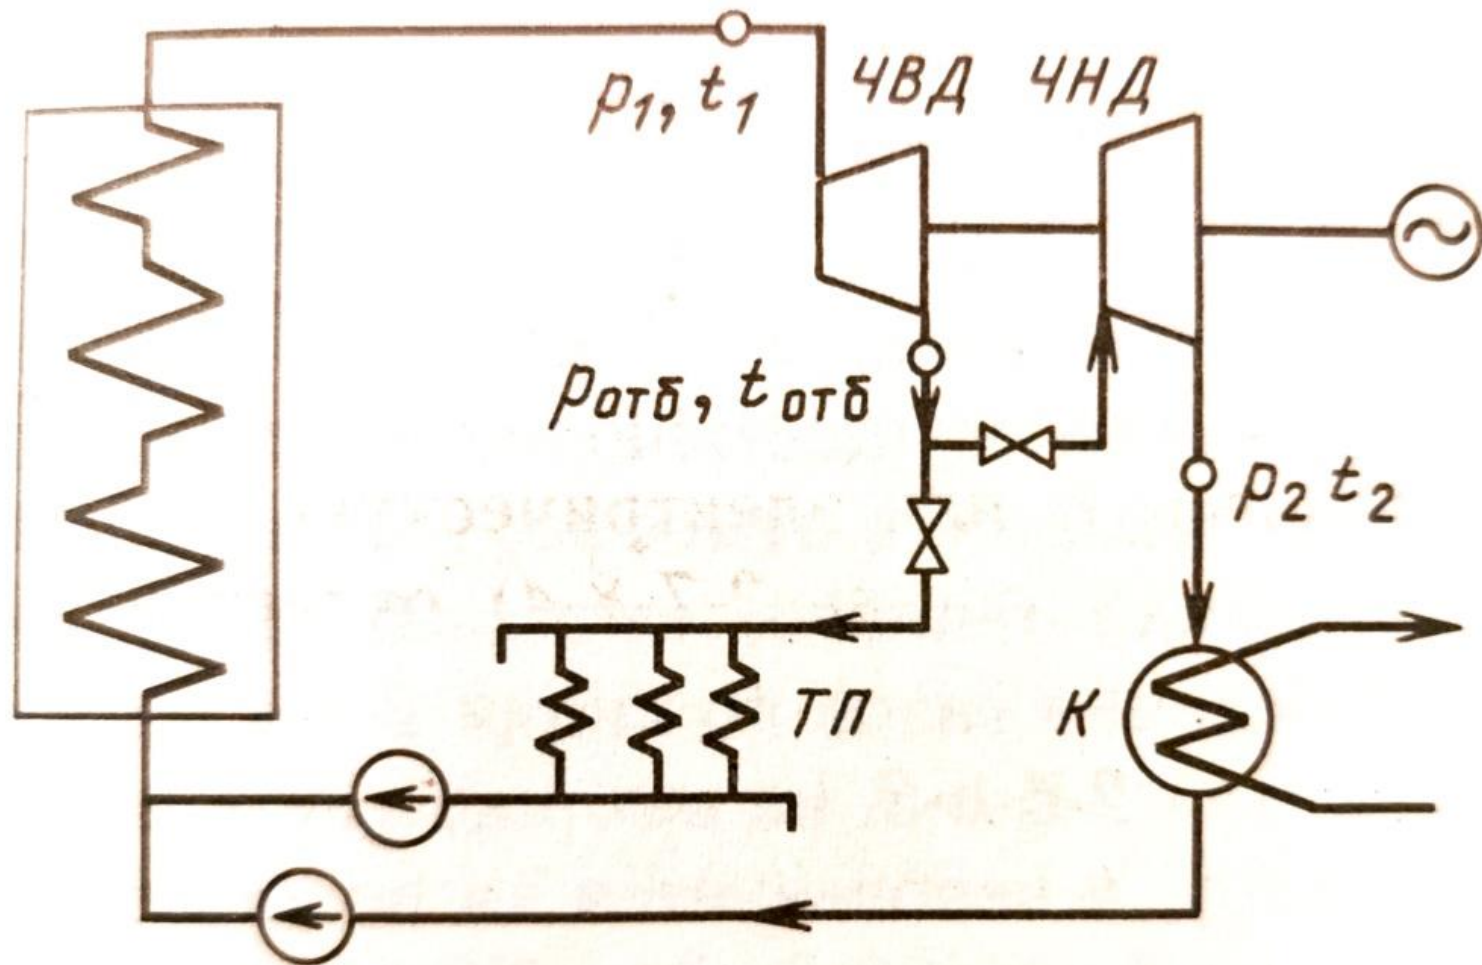 p₁, t₁
ЧВД ЧНД
pотб, tотб
p₂ t₂
ТП
К